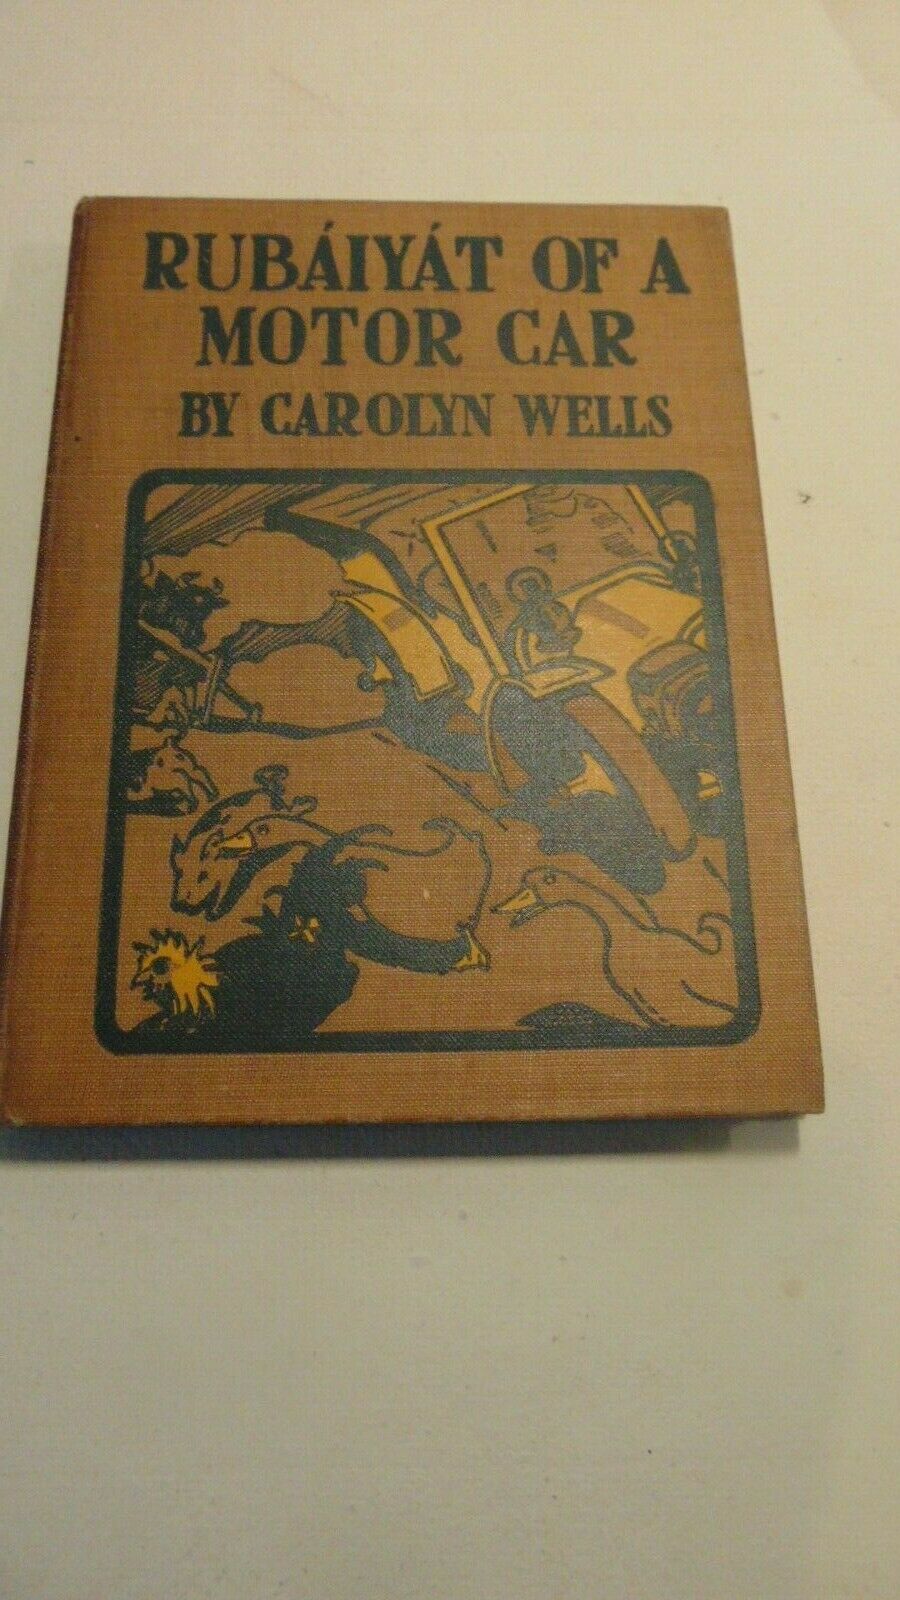 RUBÁIYÁT OF A
MOTOR CAR
BY CAROLYN WELLS